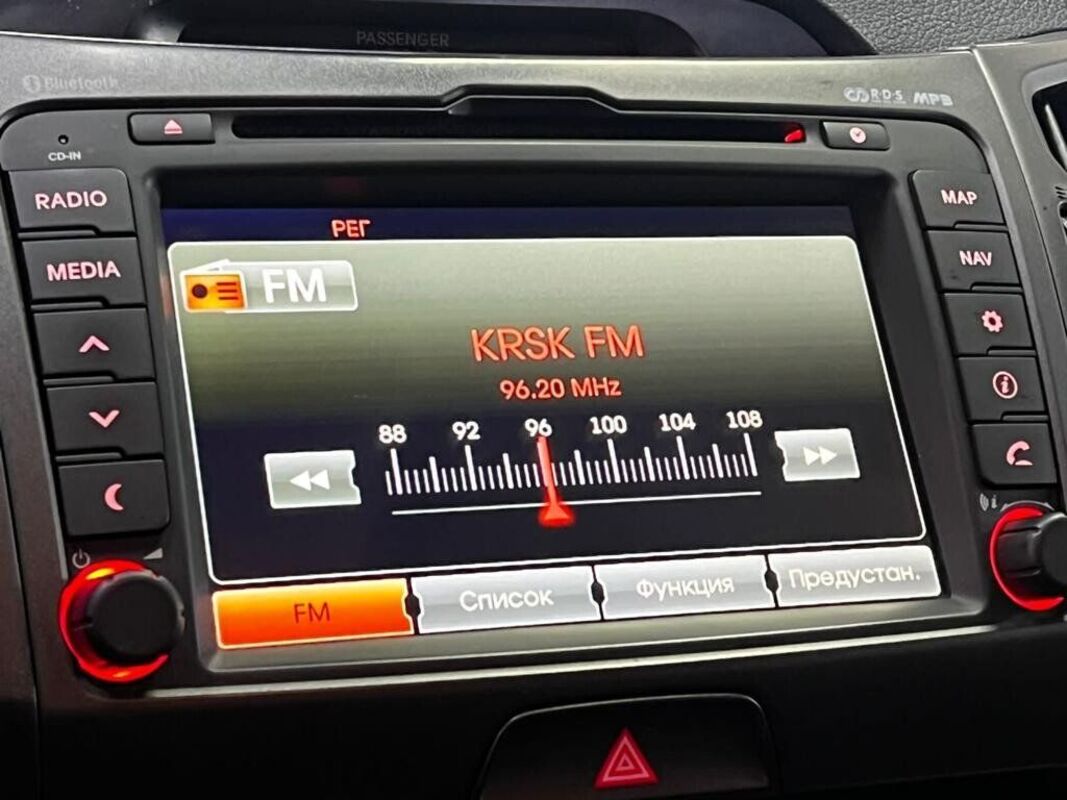 PASSENGER
Bluetooth
R·D·S MP3
CD-IN
RADIO
MEDIA
MAP
NAV
РЕГ
FM
KRSK FM
96.20 MHz
88 92 96 100 104 108
FM Список Функция Предустан.